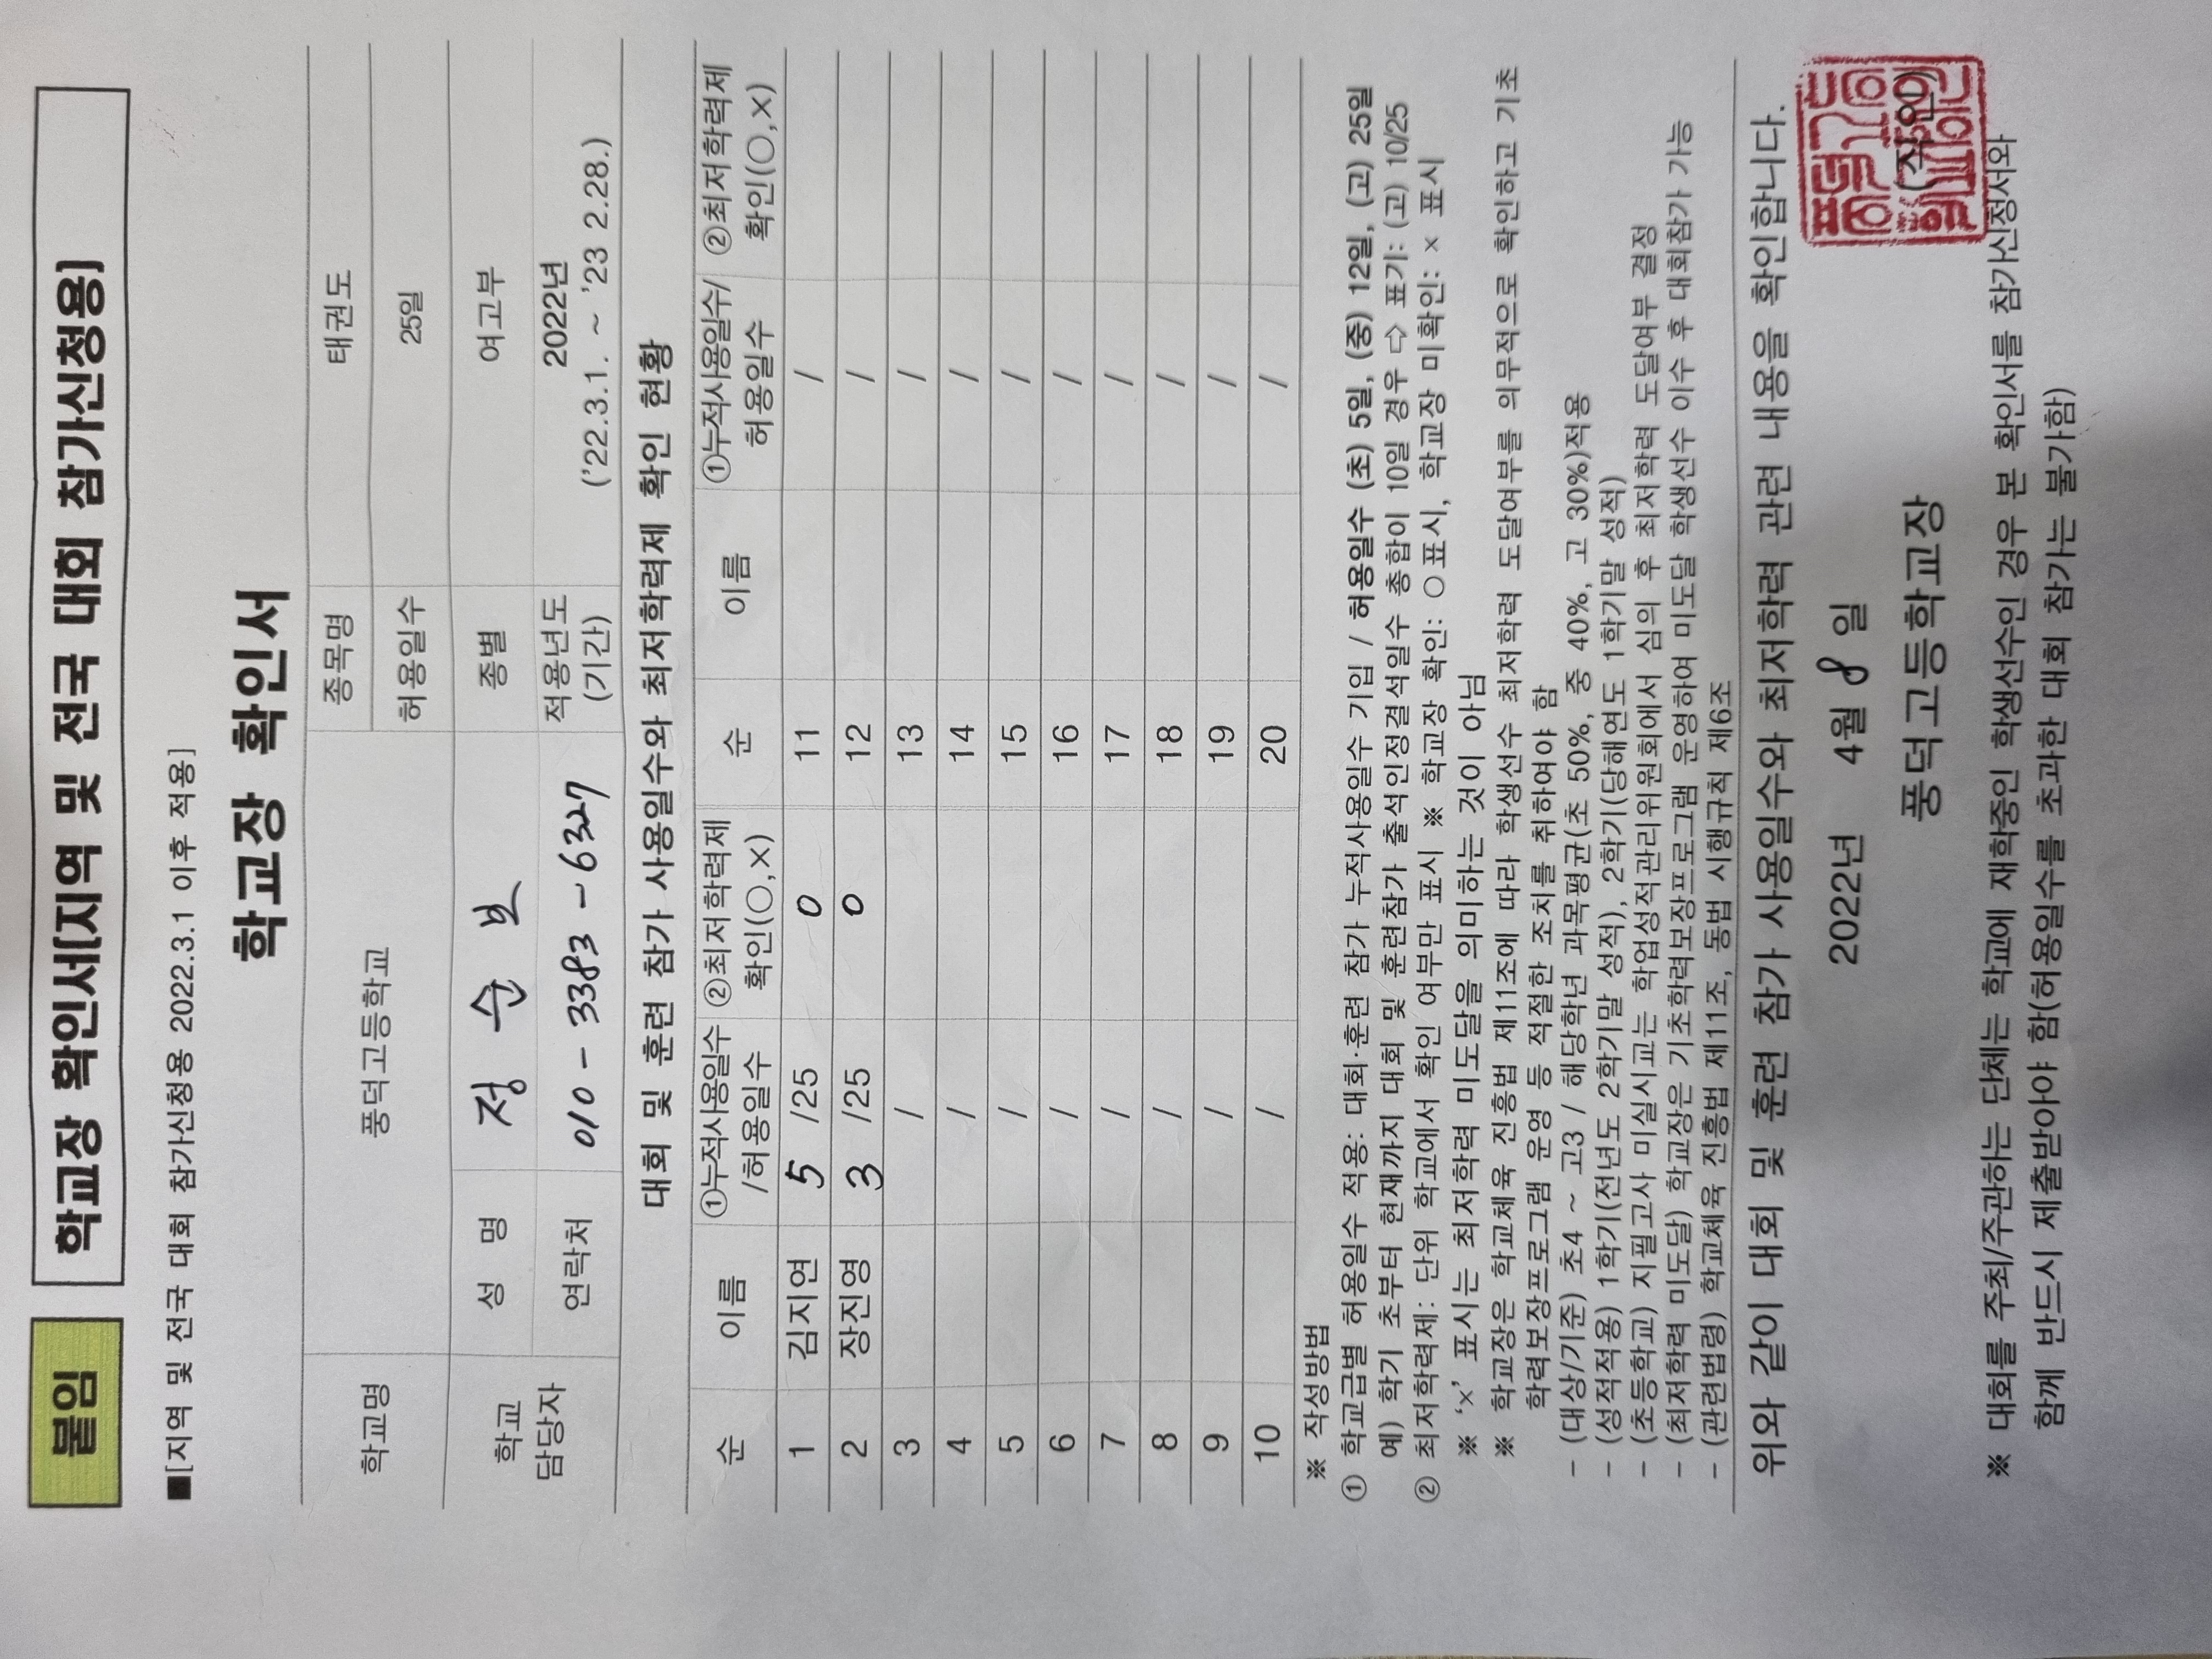 붙임
학교장 확인서[지역 및 전국 대회 참가신청용]
■[지역 및 전국 대회 참가신청용 2022.3.1 이후 적용]
학교장 확인서
학교명 풍덕고등학교 종목명 태권도
허용일수 25일
학교 담당자 성 명 정순보 종별 여고부
연락처 010-3383-6327 적용년도 (기간) 2022년 ('22.3.1. ~ '23 2.28.)
대회 및 훈련 참가 사용일수와 최저학력제 확인 현황
순 이름 ①누적사용일수/허용일수 ②최저학력제 확인(○,×) 순 이름 ①누적사용일수/허용일수 ②최저학력제 확인(○,×)
1 김지연 5 /25 0 11 /
2 장진영 3 /25 0 12 /
3 / 13 /
4 / 14 /
5 / 15 /
6 / 16 /
7 / 17 /
8 / 18 /
9 / 19 /
10 / 20 /
※ 작성방법
① 학교급별 허용일수 적용: 대회·훈련 참가 누적사용일수 기입 / 허용일수 (초) 5일, (중) 12일, (고) 25일
예) 학기 초부터 현재까지 대회 및 훈련참가 출석인정결석일수 총합이 10일 경우 ⇨ 표기: (고) 10/25
② 최저학력제: 단위 학교에서 확인 여부만 표시 ※ 학교장 확인: ○표시, 학교장 미확인: × 표시
※ '×' 표시는 최저학력 미도달을 의미하는 것이 아님
※ 학교장은 학교체육 진흥법 제11조에 따라 학생선수 최저학력 도달여부를 의무적으로 확인하고 기초
학력보장프로그램 운영 등 적절한 조치를 취하여야 함
- (대상/기준) 초4 ~ 고3 / 해당학년 과목평균(초 50%, 중 40%, 고 30%)적용
- (성적적용) 1학기(전년도 2학기말 성적), 2학기(당해연도 1학기말 성적)
- (초등학교) 지필고사 미실시교는 학업성적관리위원회에서 심의 후 최저학력 도달여부 결정
- (최저학력 미도달) 학교장은 기초학력보장프로그램 운영하여 미도달 학생선수 이수 후 대회참가 가능
- (관련법령) 학교체육 진흥법 제11조, 동법 시행규칙 제6조
위와 같이 대회 및 훈련 참가 사용일수와 최저학력 관련 내용을 확인합니다.
2022년 4월 8일
풍덕고등학교장 (직인)
※ 대회를 주최/주관하는 단체는 학교에 재학중인 학생선수인 경우 본 확인서를 참가신청서와
함께 반드시 제출받아야 함(허용일수를 초과한 대회 참가는 불가함)